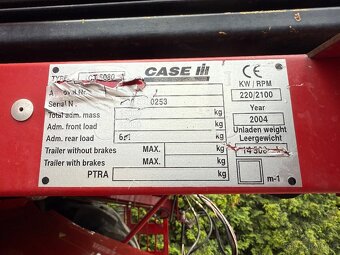 CASE IH CE
KW / RPM
220/2100
Serial N 0253
Year
Total adm. mass kg 2004
Adm. front load kg Unladen weight
Adm. rear load kg Leergewicht
Trailer without brakes MAX. kg
Trailer with brakes MAX. kg
PTRA kg m-1